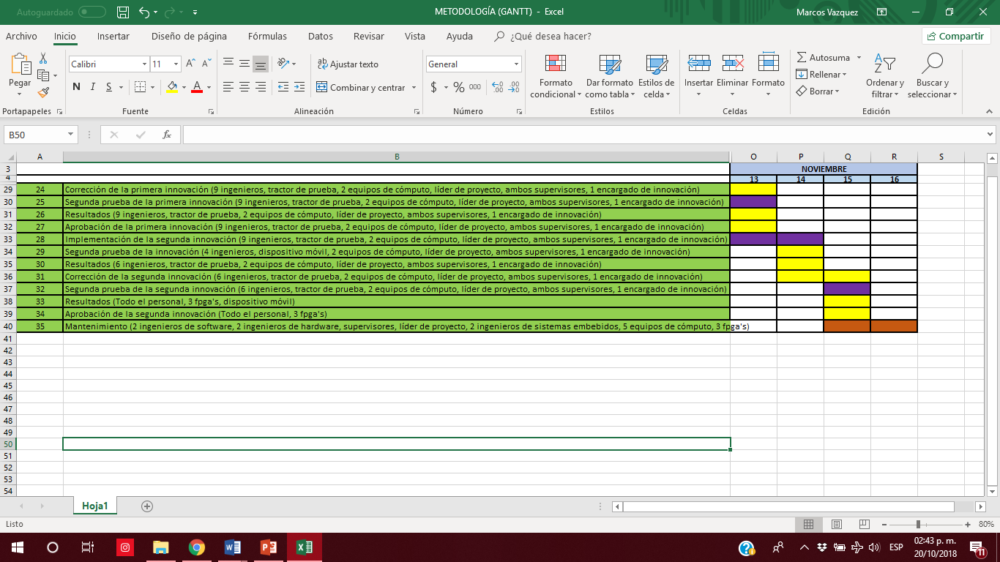 Autoguardado
METODOLOGÍA (GANTT) - Excel
Marcos Vazquez
Archivo Inicio Insertar Diseño de página Fórmulas Datos Revisar Vista Ayuda ¿Qué desea hacer? Compartir
Pegar
Calibri 11
N K S
ab Ajustar texto
Combinar y centrar
General
$ % 000
Formato condicional
Dar formato como tabla
Estilos de celda
Insertar Eliminar Formato
Autosuma
Rellenar
Borrar
Ordenar y filtrar
Buscar y seleccionar
Portapapeles Fuente Alineación Número Estilos Celdas Edición
B50 fx
A B O P Q R S
3 NOVIEMBRE
4 13 14 15 16
29 24 Corrección de la primera innovación (9 ingenieros, tractor de prueba, 2 equipos de cómputo, líder de proyecto, ambos supervisores, 1 encargado de innovación)
30 25 Segunda prueba de la primera innovación (9 ingenieros, tractor de prueba, 2 equipos de cómputo, líder de proyecto, ambos supervisores, 1 encargado de innovación)
31 26 Resultados (9 ingenieros, tractor de prueba, 2 equipos de cómputo, líder de proyecto, ambos supervisores, 1 encargado de innovación)
32 27 Aprobación de la primera innovación (9 ingenieros, tractor de prueba, 2 equipos de cómputo, líder de proyecto, ambos supervisores, 1 encargado de innovación)
33 28 Implementación de la segunda innovación (9 ingenieros, tractor de prueba, 2 equipos de cómputo, líder de proyecto, ambos supervisores, 1 encargado de innovación)
34 29 Segunda prueba de la innovación (4 ingenieros, dispositivo móvil, 2 equipos de cómputo, líder de proyecto, ambos supervisores, 1 encargado de innovación)
35 30 Resultados (6 ingenieros, tractor de prueba, 2 equipos de cómputo, líder de proyecto, ambos supervisores, 1 encargado de innovación)
36 31 Corrección de la segunda innovación (6 ingenieros, tractor de prueba, 2 equipos de cómputo, líder de proyecto, ambos supervisores, 1 encargado de innovación)
37 32 Segunda prueba de la segunda innovación (6 ingenieros, tractor de prueba, 2 equipos de cómputo, líder de proyecto, ambos supervisores, 1 encargado de innovación)
38 33 Resultados (Todo el personal, 3 fpga's, dispositivo móvil)
39 34 Aprobación de la segunda innovación (Todo el personal, 3 fpga's)
40 35 Mantenimiento (2 ingenieros de software, 2 ingenieros de hardware, supervisores, líder de proyecto, 2 ingenieros de sistemas embebidos, 5 equipos de cómputo, 3 fpga's)
41
42
43
44
45
46
47
48
49
50
51
52
53
54
Hoja1
Listo
80%
ESP
02:43 p. m.
20/10/2018
11